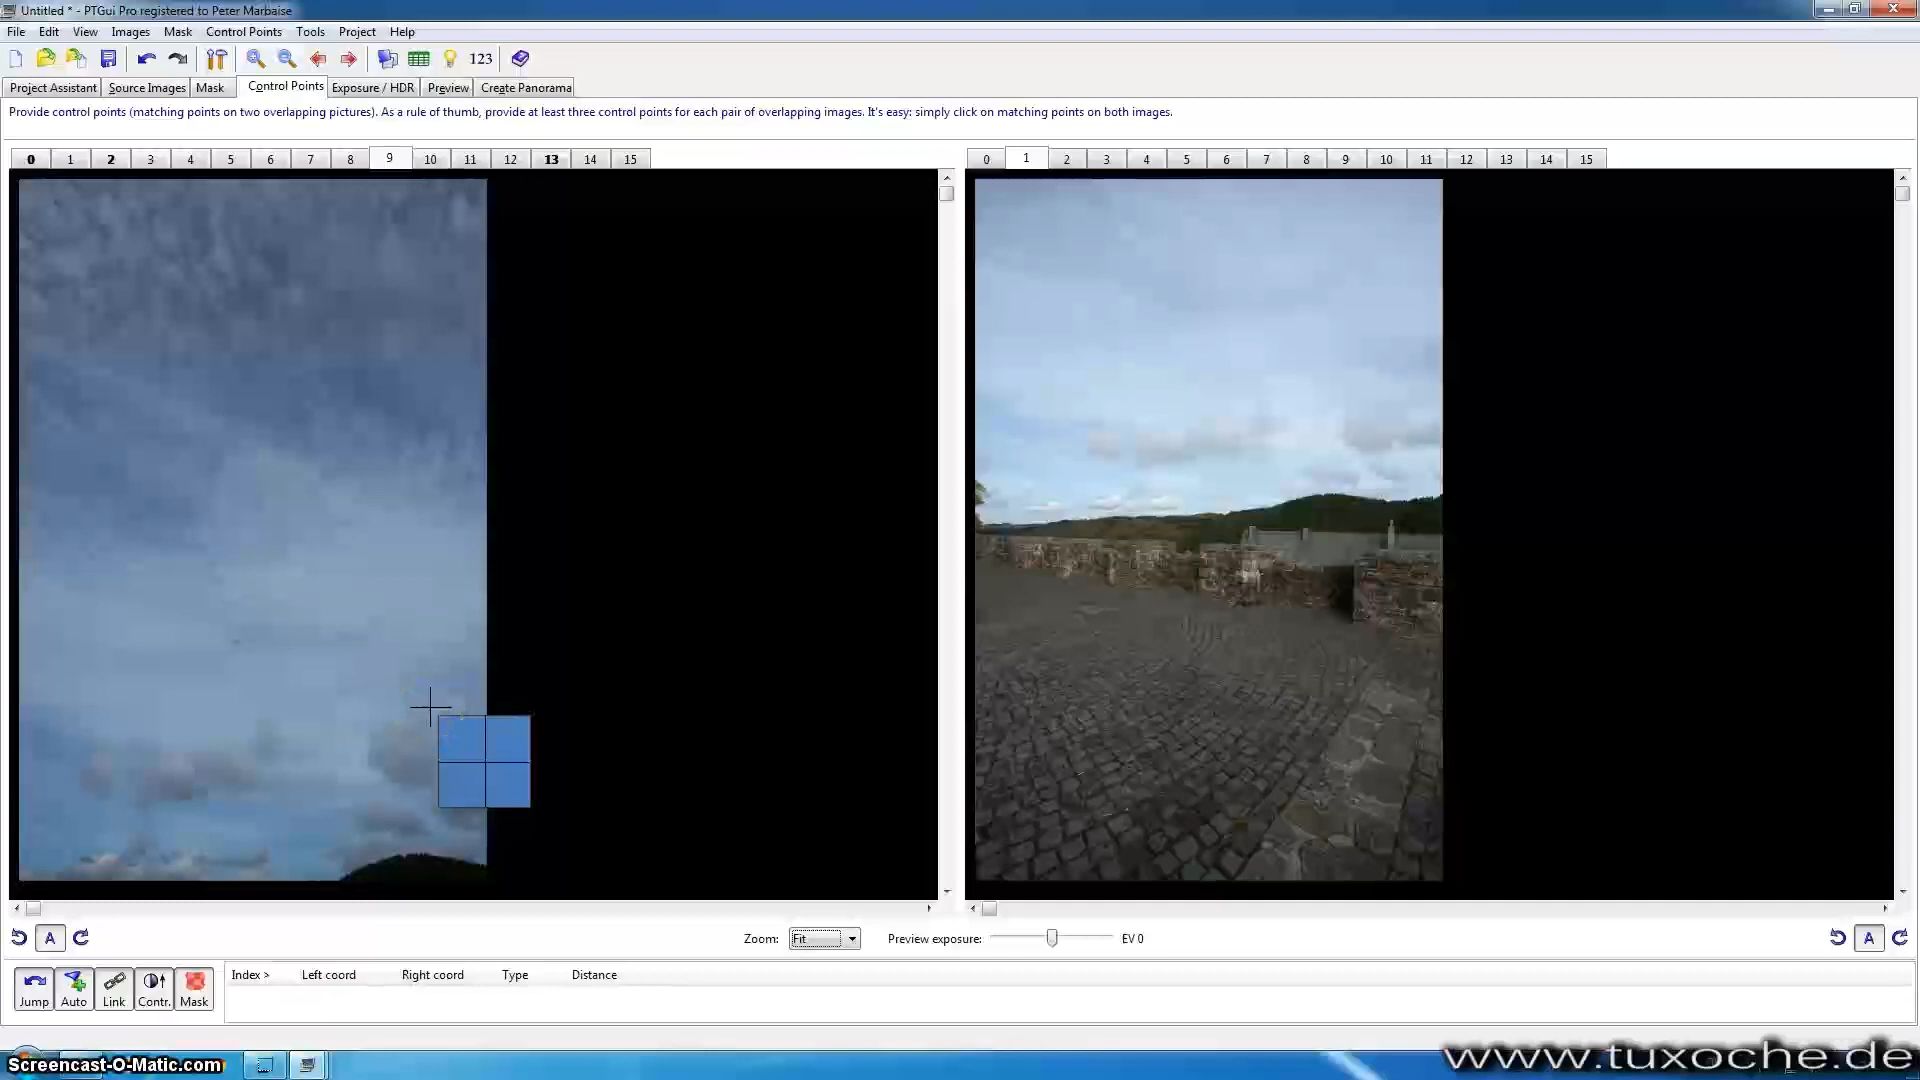 Untitled * - PTGui Pro registered to Peter Marbaise
File Edit View Images Mask Control Points Tools Project Help
123
Project Assistant Source Images Mask Control Points Exposure / HDR Preview Create Panorama
Provide control points (matching points on two overlapping pictures). As a rule of thumb, provide at least three control points for each pair of overlapping images. It's easy: simply click on matching points on both images.
0 1 2 3 4 5 6 7 8 9 10 11 12 13 14 15
0 1 2 3 4 5 6 7 8 9 10 11 12 13 14 15
A Zoom: Fit Preview exposure: EV 0 A
Index > Left coord Right coord Type Distance
Jump Auto Link Contr. Mask
Screencast-O-Matic.com
www.tuxoche.de